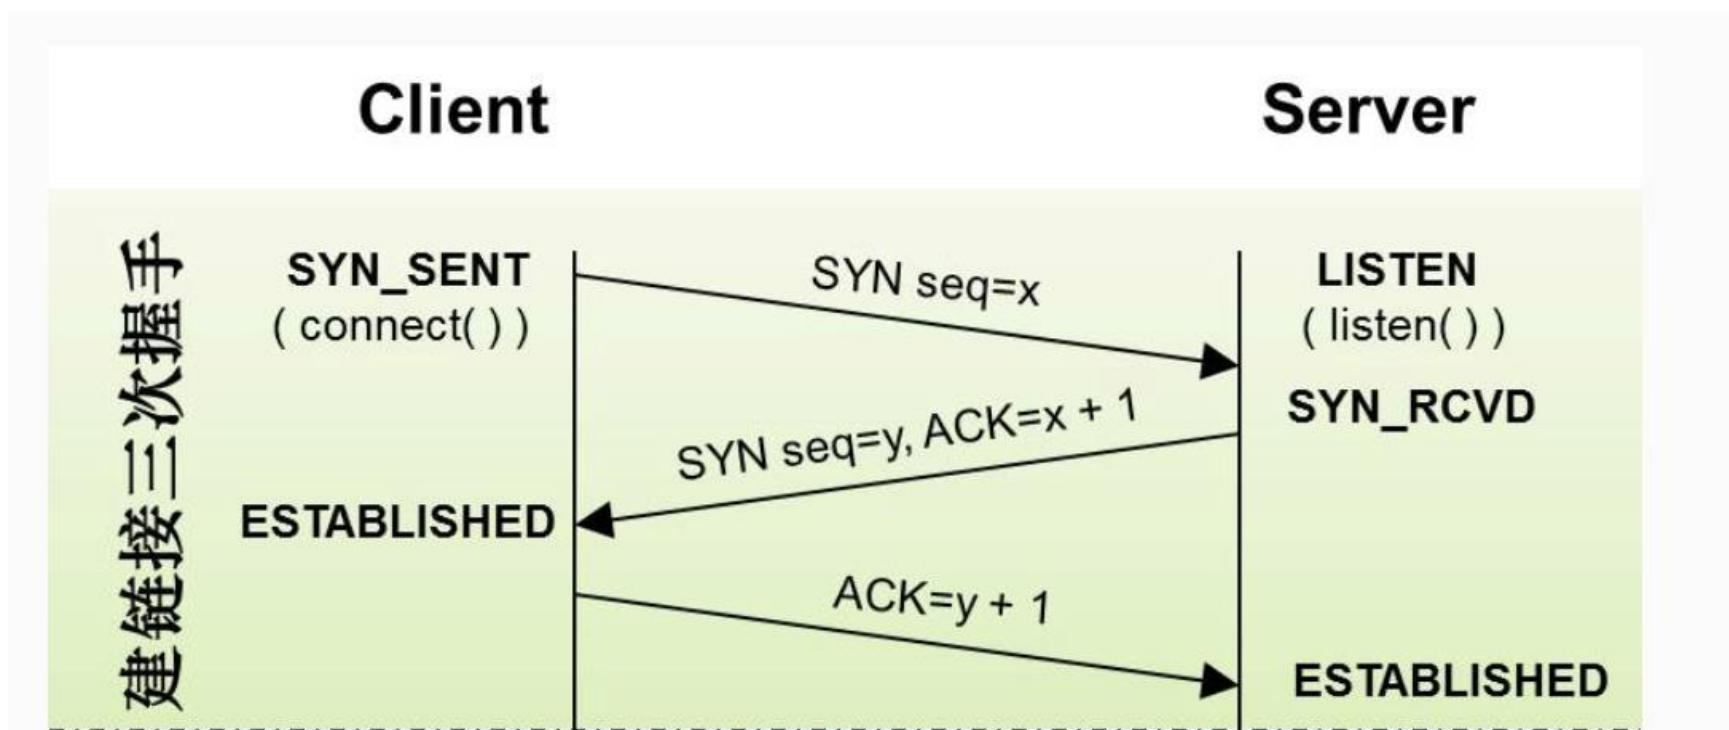 Client
Server
建链接三次握手
SYN_SENT
( connect( ) )
SYN seq=x
LISTEN
( listen( ) )
SYN_RCVD
SYN seq=y, ACK=x + 1
ESTABLISHED
ACK=y + 1
ESTABLISHED